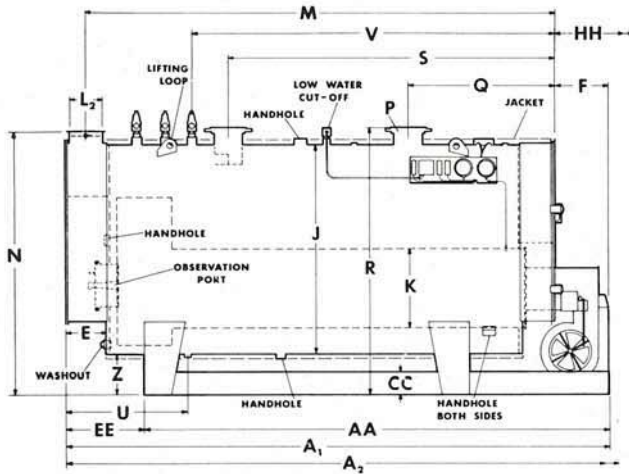 M
V
HH
S
LIFTING
LOOP
LOW WATER
CUT-OFF
Q
F
L2
HANDHOLE
P
JACKET
N
J
R
K
HANDHOLE
OBSERVATION
PORT
E
WASHOUT
Z
CC
U
HANDHOLE
HANDHOLE
BOTH SIDES
EE
AA
A1
A2